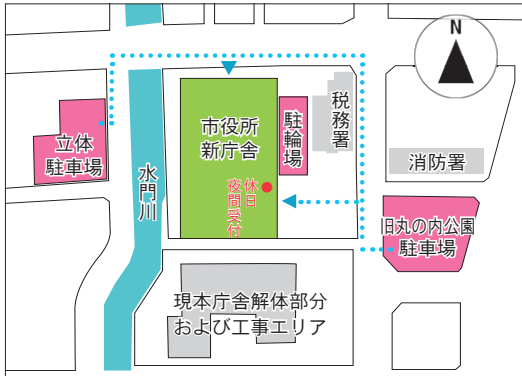 N
立体
駐車場
水門川
市役所
新庁舎
駐輪場
税務署
消防署
休日
夜間受付
旧丸の内公園
駐車場
現本庁舎解体部分
および工事エリア